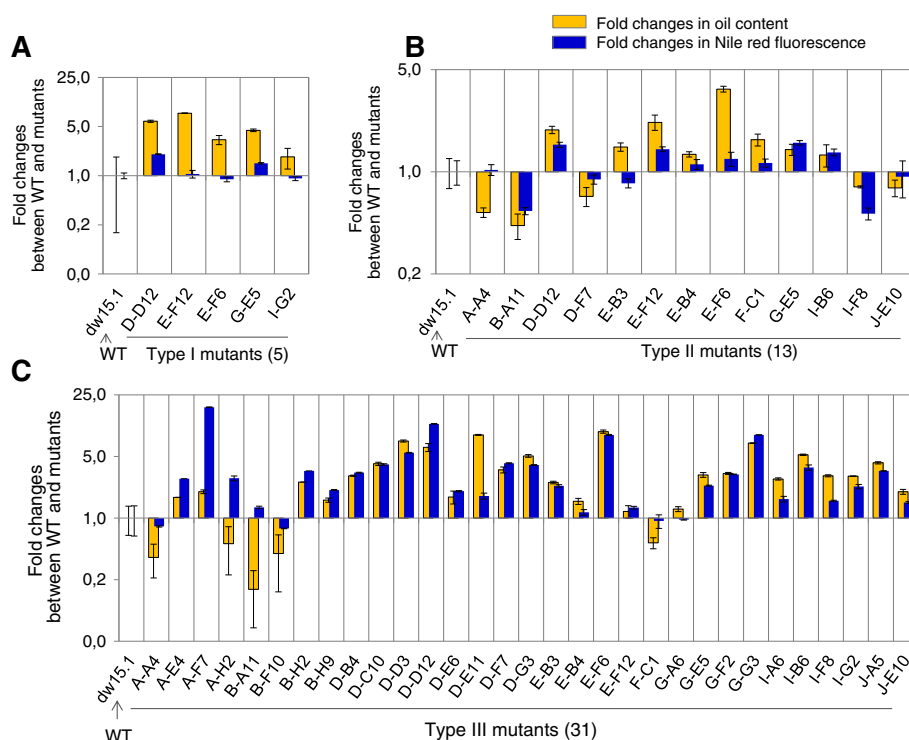 Fold changes in oil content
Fold changes in Nile red fluorescence
A
Fold changes
between WT and mutants
25,0
5,0
1,0
0,2
0,0
dw15.1
D-D12
E-F12
E-F6
G-E5
I-G2
WT
Type I mutants (5)
B
Fold changes
between WT and mutants
5,0
1,0
0,2
dw15.1
A-A4
B-A11
D-D12
D-F7
E-B3
E-F12
E-B4
E-F6
F-C1
G-E5
I-B6
I-F8
J-E10
WT
Type II mutants (13)
C
Fold changes
between WT and mutants
25,0
5,0
1,0
0,2
0,0
dw15.1
A-A4
A-E4
A-F7
A-H2
B-A11
B-F10
B-H2
B-H9
D-B4
D-C10
D-D3
D-D12
D-E6
D-E11
D-F7
D-G3
E-B3
E-B4
E-F6
E-F12
F-C1
G-A6
G-E5
G-F2
G-G3
I-A6
I-B6
I-F8
I-G2
J-A5
J-E10
WT
Type III mutants (31)